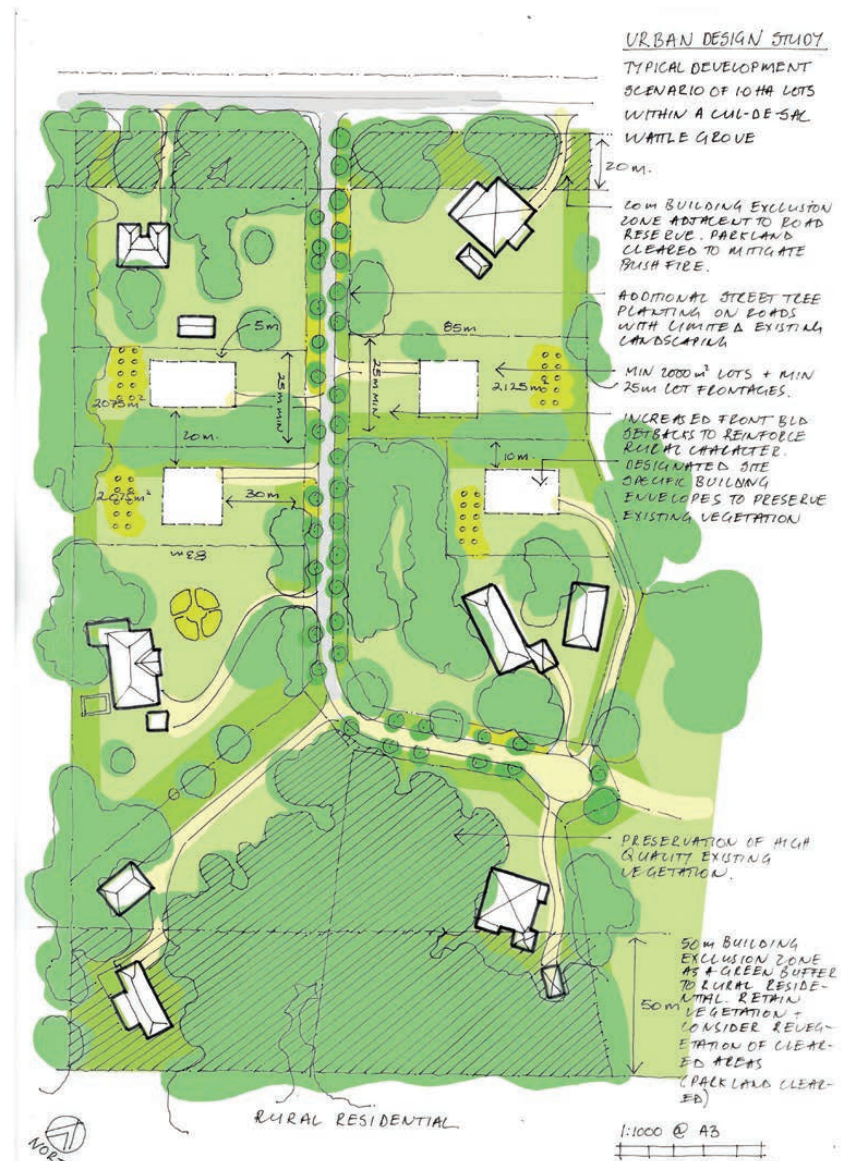 URBAN DESIGN STUDY
TYPICAL DEVELOPMENT
SCENARIO OF 10 HA LOTS
WITHIN A CUL-DE-SAC
WATTLE GROVE
20m.
20m BUILDING EXCLUSION
ZONE ADJACENT TO ROAD
RESERVE. PARKLAND
CLEARED TO MITIGATE
BUSH FIRE.
ADDITIONAL STREET TREE
PLANTING ON ROADS
WITH LIMITED EXISTING
LANDSCAPING
5m
85m
25m MIN
25m MIN
MIN 2000m² LOTS + MIN
25m LOT FRONTAGES.
2075m²
2125m²
INCREASED FRONT BLD
SETBACKS TO REINFORCE
RURAL CHARACTER.
DESIGNATED SITE
SPECIFIC BUILDING
ENVELOPES TO PRESERVE
EXISTING VEGETATION
20m.
10m.
2075m²
30m
83m
PRESERVATION OF HIGH
QUALITY EXISTING
VEGETATION.
50m BUILDING
EXCLUSION ZONE
AS A GREEN BUFFER
TO RURAL RESIDE-
NTIAL. RETAIN
VEGETATION +
CONSIDER REVEG-
ETATION OF CLEAR-
ED AREAS
(PARKLAND CLEAR-
ED)
50m
RURAL RESIDENTIAL
1:1000 @ A3